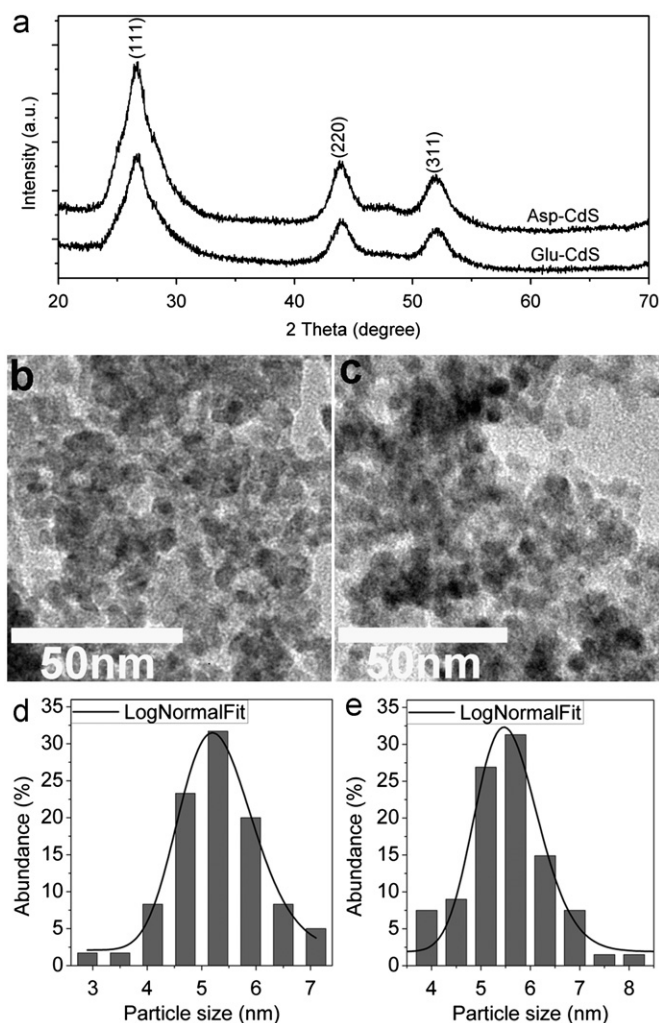 a
(111)
(220)
(311)
Intensity (a.u.)
Asp-CdS
Glu-CdS
20 30 40 50 60 70
2 Theta (degree)
b
c
50nm
50nm
d
LogNormalFit
35
30
25
20
15
10
5
0
Abundance (%)
3 4 5 6 7
Particle size (nm)
e
LogNormalFit
35
30
25
20
15
10
5
0
Abundance (%)
4 5 6 7 8
Particle size (nm)